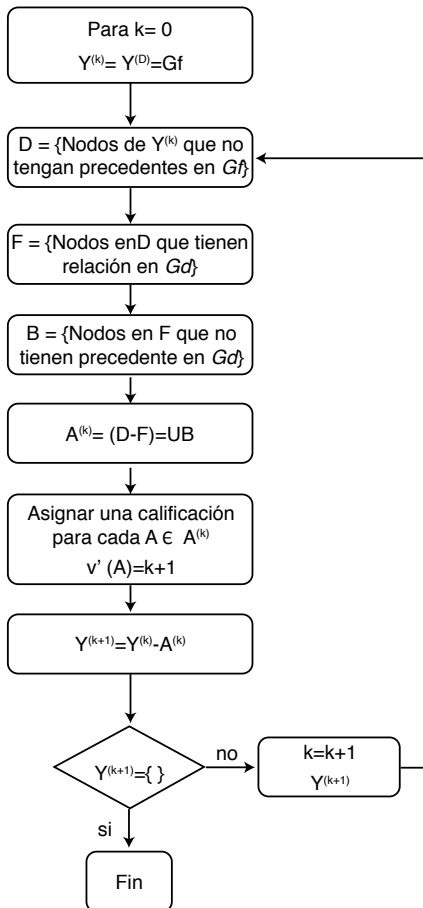 Para k= 0
Y⁽ᵏ⁾= Y⁽ᴰ⁾=Gf
D = {Nodos de Y⁽ᵏ⁾ que no
tengan precedentes en Gf}
F = {Nodos enD que tienen
relación en Gd}
B = {Nodos en F que no
tienen precedente en Gd}
A⁽ᵏ⁾= (D-F)=UB
Asignar una calificación
para cada A Є A⁽ᵏ⁾
v' (A)=k+1
Y⁽ᵏ⁺¹⁾=Y⁽ᵏ⁾-A⁽ᵏ⁾
Y⁽ᵏ⁺¹⁾={ }
no
k=k+1
Y⁽ᵏ⁺¹⁾
si
Fin